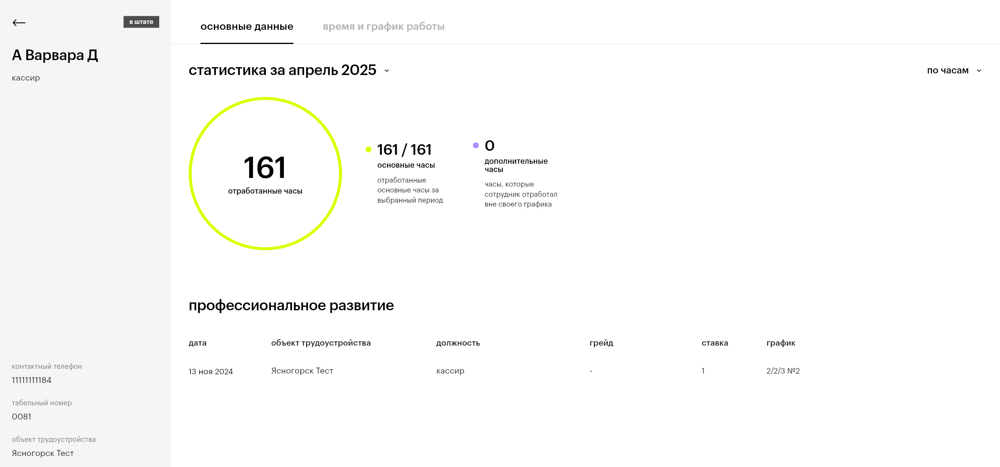 в штате
А Варвара Д
кассир
контактный телефон
11111111184
табельный номер
0081
объект трудоустройства
Ясногорск Тест
основные данные
время и график работы
статистика за апрель 2025
по часам
161
отработанные часы
161 / 161
основные часы
отработанные
основные часы за
выбранный период
0
дополнительные
часы
часы, которые
сотрудник отработал
вне своего графика
профессиональное развитие
дата объект трудоустройства должность грейд ставка график
13 ноя 2024 Ясногорск Тест кассир - 1 2/2/3 №2